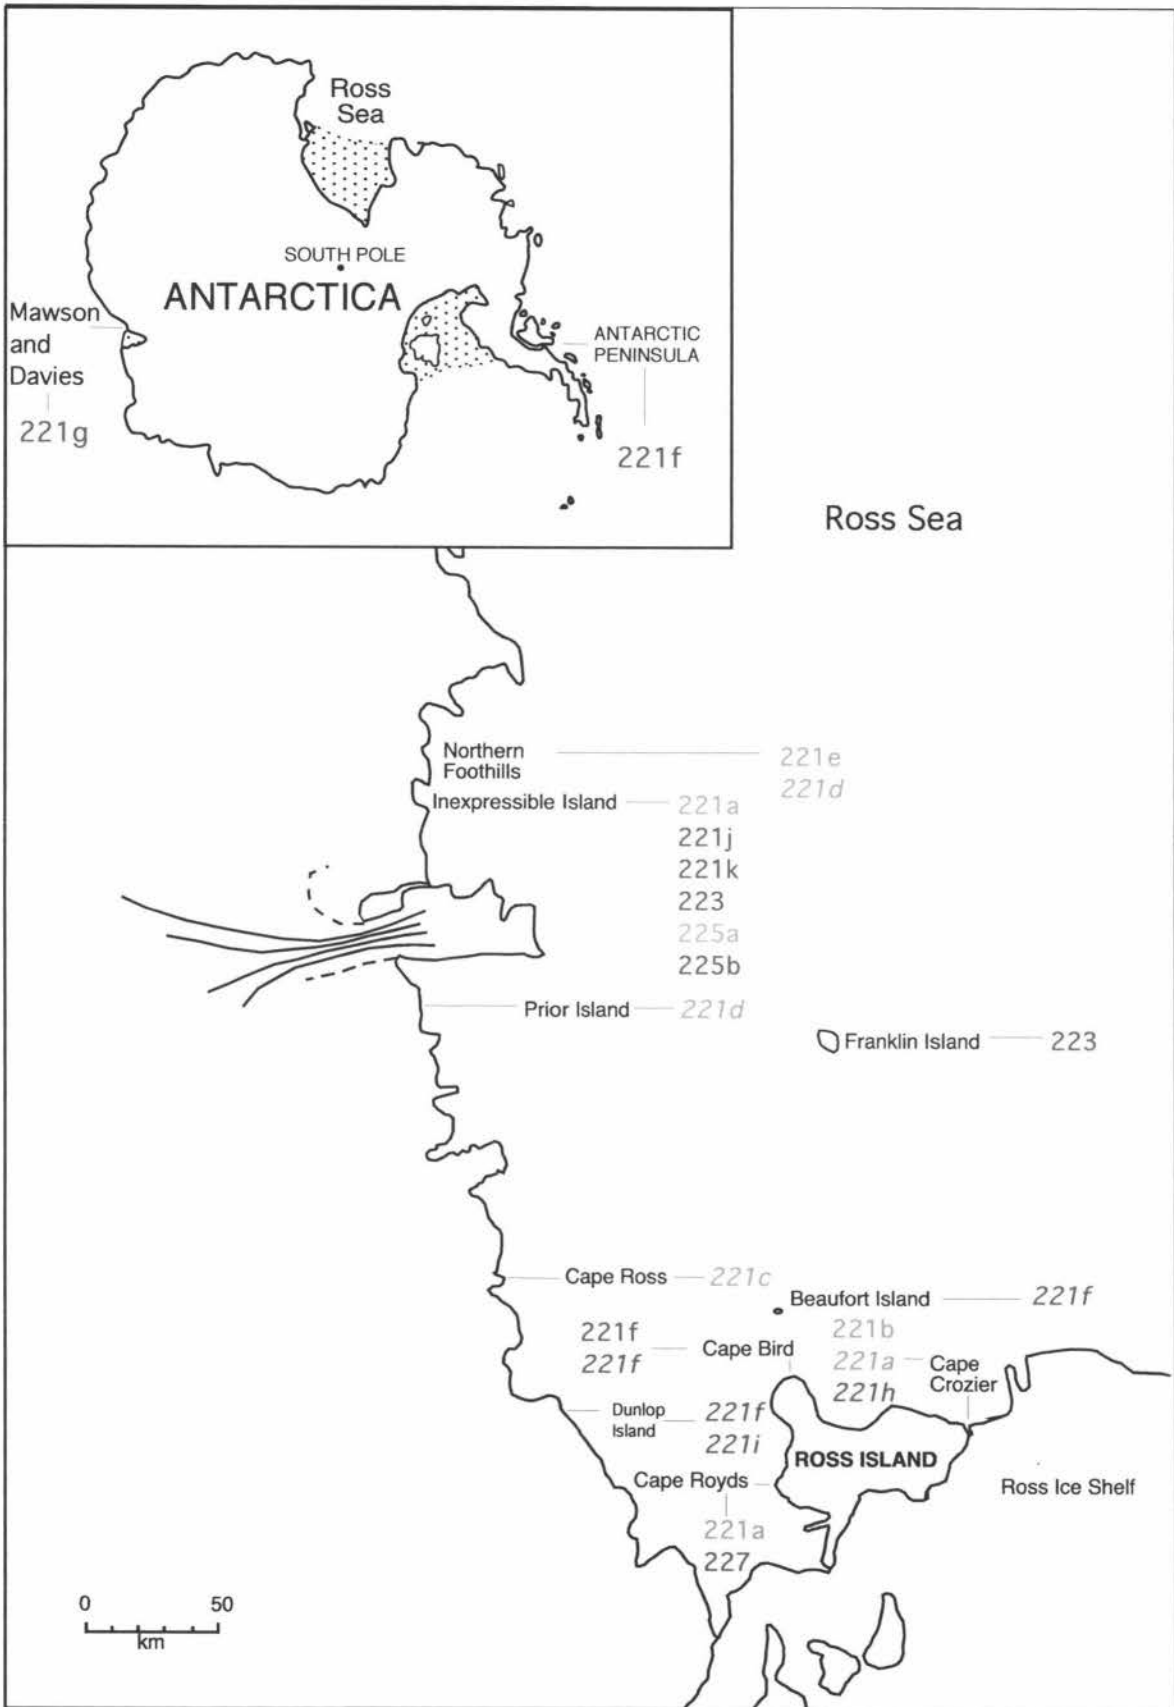 Ross
Sea
SOUTH POLE
ANTARCTICA
Mawson
and
Davies
221g
ANTARCTIC
PENINSULA
221f
Ross Sea
Northern
Foothills
221e
221d
Inexpressible Island
221a
221j
221k
223
225a
225b
Prior Island
221d
Franklin Island
223
Cape Ross
221c
Beaufort Island
221f
221f
221f
Cape Bird
221b
221a
221h
Cape
Crozier
Dunlop
Island
221f
221i
ROSS ISLAND
Cape Royds
221a
227
Ross Ice Shelf
0 50
km